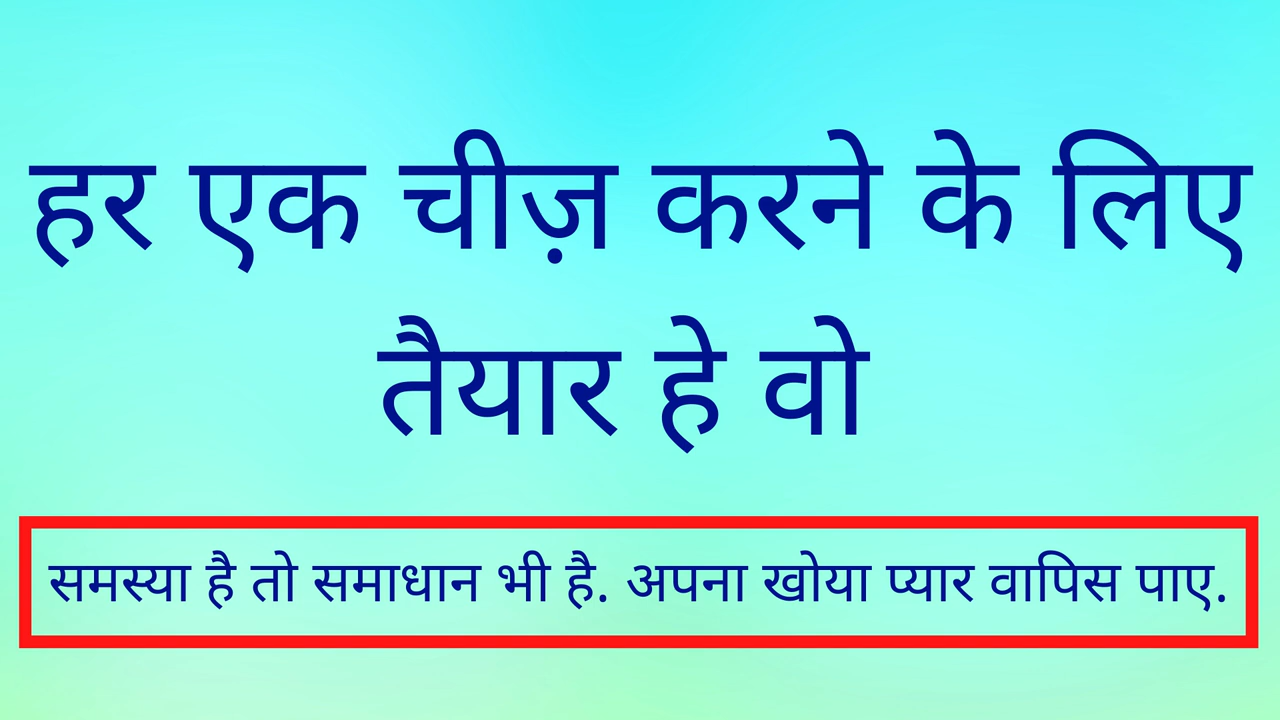 हर एक चीज़ करने के लिए
तैयार हे वो
समस्या है तो समाधान भी है. अपना खोया प्यार वापिस पाए.